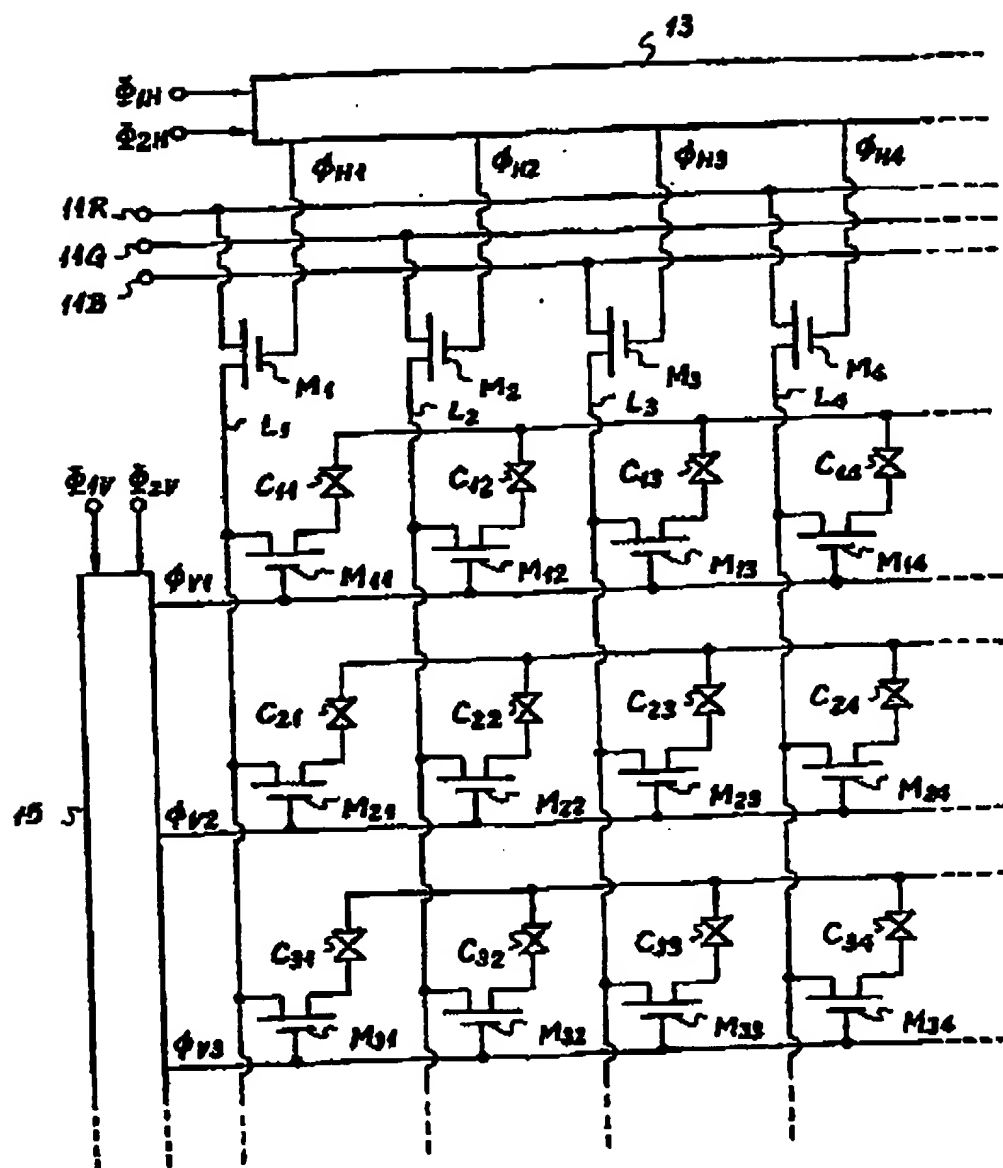 13
Φ1H
Φ2H
ϕH1 ϕH2 ϕH3 ϕH4
11R
11G
11B
M1 M2 M3 M4
L1 L2 L3 L4
C11 C12 C13 C14
Φ1V Φ2V
M11 M12 M13 M14
ϕV1
C21 C22 C23 C24
M21 M22 M23 M24
15 ϕV2
C31 C32 C33 C34
M31 M32 M33 M34
ϕV3